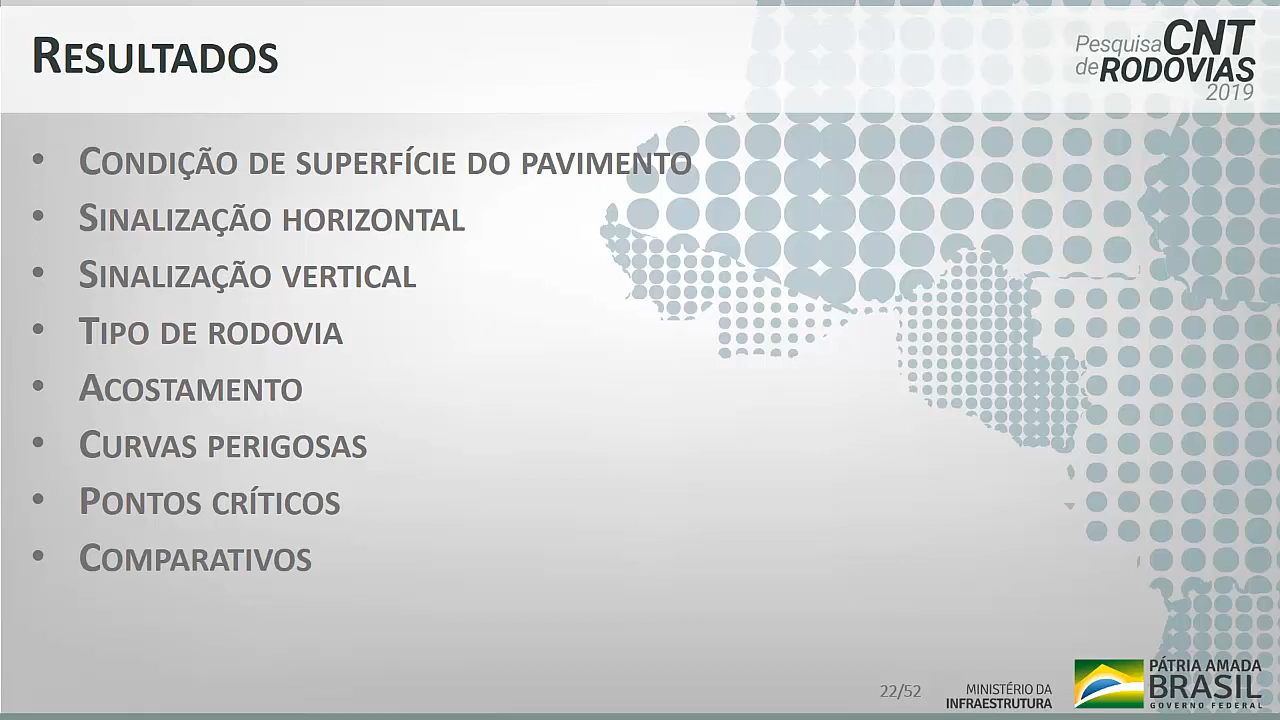 RESULTADOS
Pesquisa CNT
de RODOVIAS
2019
• CONDIÇÃO DE SUPERFÍCIE DO PAVIMENTO
• SINALIZAÇÃO HORIZONTAL
• SINALIZAÇÃO VERTICAL
• TIPO DE RODOVIA
• ACOSTAMENTO
• CURVAS PERIGOSAS
• PONTOS CRÍTICOS
• COMPARATIVOS
22/52
MINISTÉRIO DA
INFRAESTRUTURA
PÁTRIA AMADA
BRASIL
GOVERNO FEDERAL